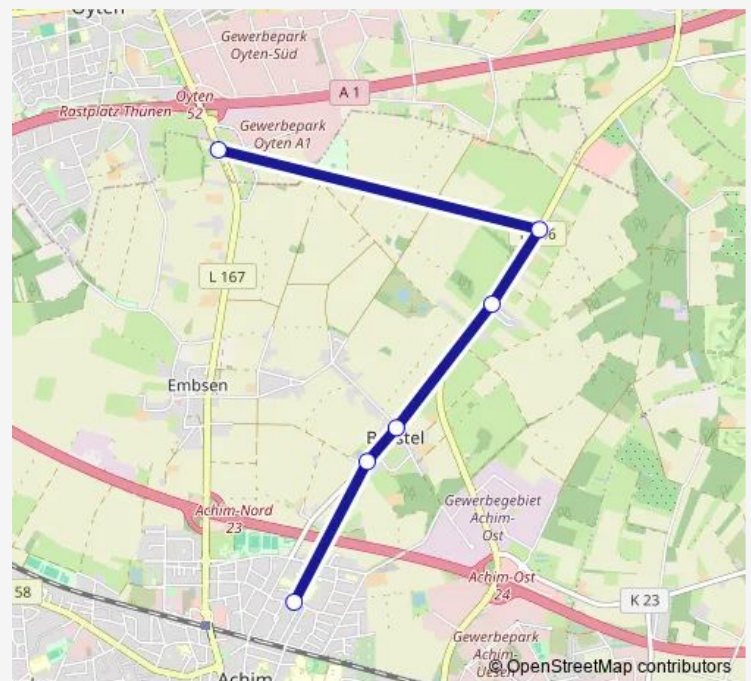 Oyten
Gewerbepark
Oyten-Süd
A 1
Oyten
52
Rastplatz Thünen
Gewerbepark
Oyten A1
L 167
Embsen
Achim-Nord
23
Gewerbegebiet
Achim-
Ost
Achim-Ost
24
58
K 23
Gewerbepark
Achim-
Uesen
Achim
© OpenStreetMap contributors